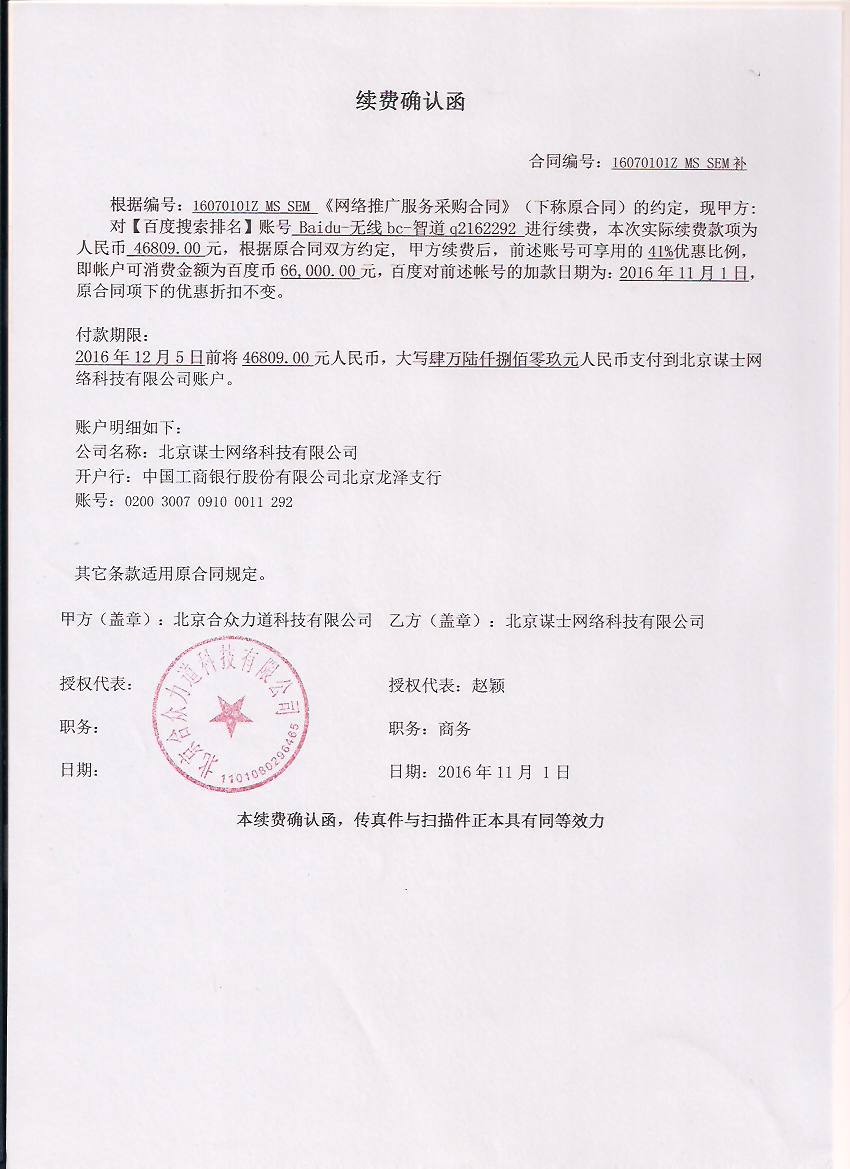 续费确认函
合同编号：16070101Z MS SEM补
根据编号：16070101Z MS SEM 《网络推广服务采购合同》（下称原合同）的约定，现甲方：
对【百度搜索排名】账号 Baidu-无线bc-智道q2162292 进行续费，本次实际续费款项为
人民币 46809.00 元，根据原合同双方约定，甲方续费后，前述账号可享用的 41%优惠比例，
即帐户可消费金额为百度币 66,000.00 元，百度对前述帐号的加款日期为：2016 年 11 月 1 日，
原合同项下的优惠折扣不变。
付款期限：
2016 年 12 月 5 日前将 46809.00 元人民币，大写肆万陆仟捌佰零玖元人民币支付到北京谋士网
络科技有限公司账户。
账户明细如下：
公司名称：北京谋士网络科技有限公司
开户行：中国工商银行股份有限公司北京龙泽支行
账号：0200 3007 0910 0011 292
其它条款适用原合同规定。
甲方（盖章）：北京合众力道科技有限公司 乙方（盖章）：北京谋士网络科技有限公司
北京合众力道科技有限公司
1101080296465
授权代表： 授权代表：赵颖
职务： 职务：商务
日期： 日期：2016 年 11 月 1 日
本续费确认函，传真件与扫描件正本具有同等效力